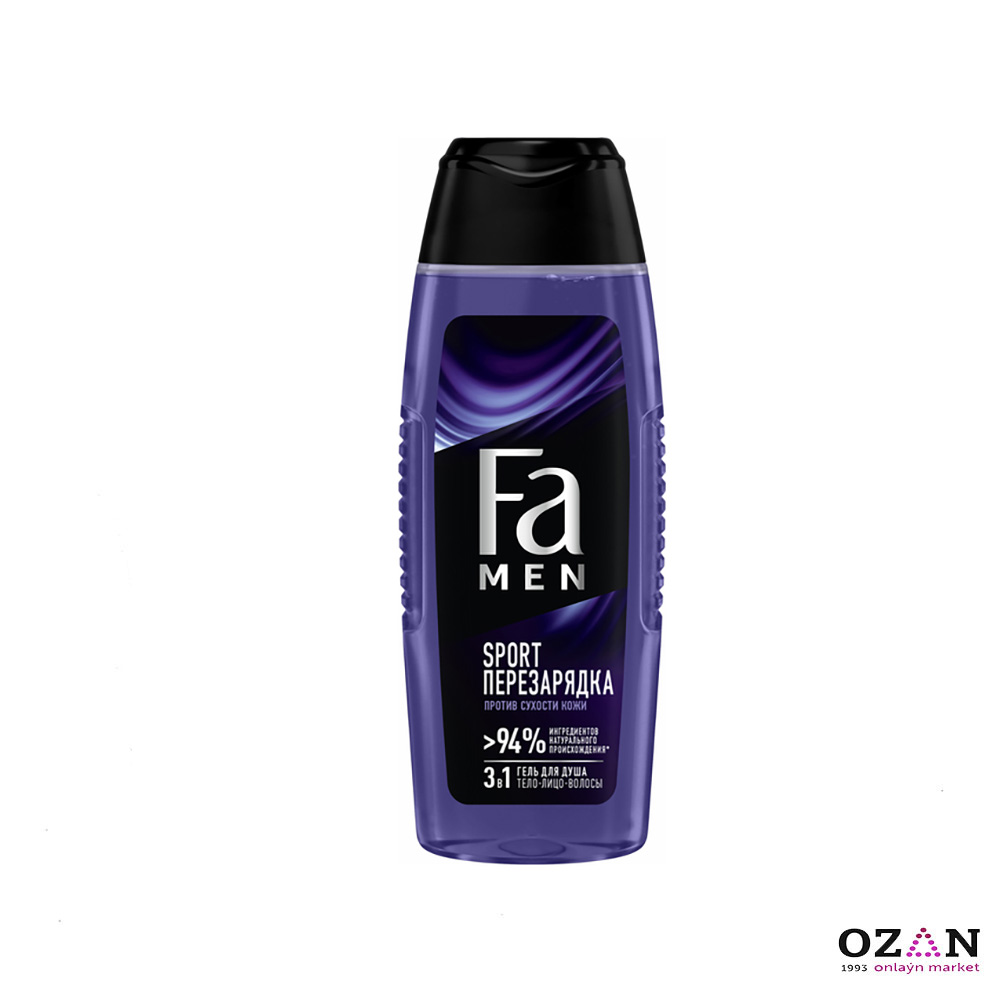 Fa
MEN
SPORT
ПЕРЕЗАРЯДКА
ПРОТИВ СУХОСТИ КОЖИ
>94% ИНГРЕДИЕНТОВ
НАТУРАЛЬНОГО
ПРОИСХОЖДЕНИЯ*
3в1 ГЕЛЬ ДЛЯ ДУША
ТЕЛО-ЛИЦО-ВОЛОСЫ
OZAN
1993 onlaýn market